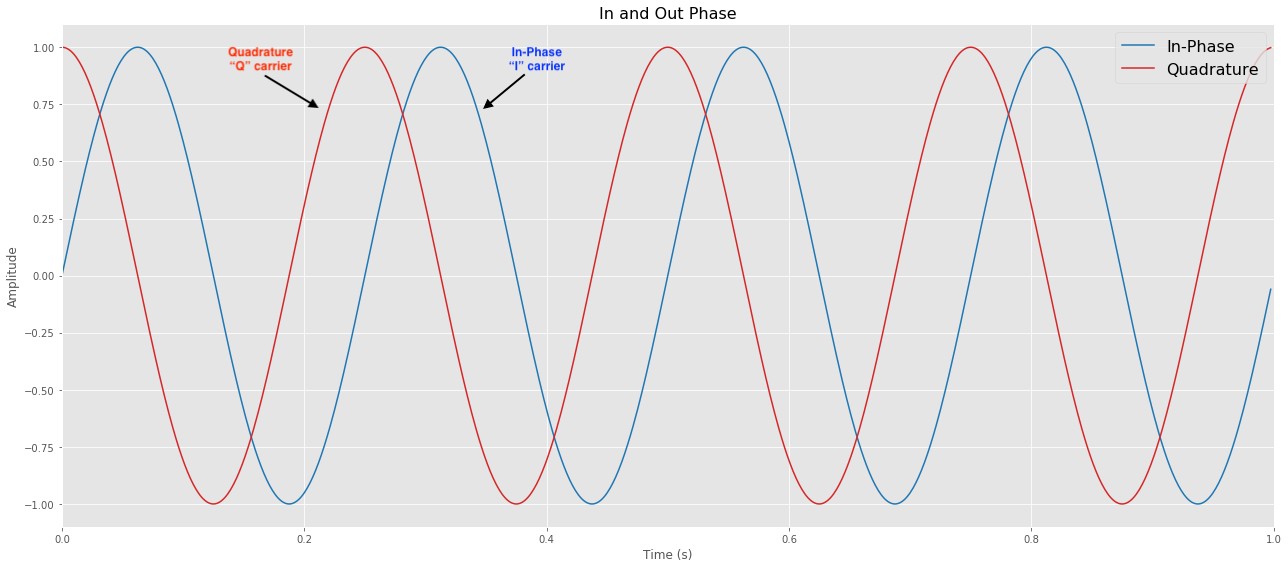 In and Out Phase
Quadrature
“Q” carrier
In-Phase
“I” carrier
In-Phase
Quadrature
Amplitude
1.00
0.75
0.50
0.25
0.00
−0.25
−0.50
−0.75
−1.00
0.0 0.2 0.4 0.6 0.8 1.0
Time (s)